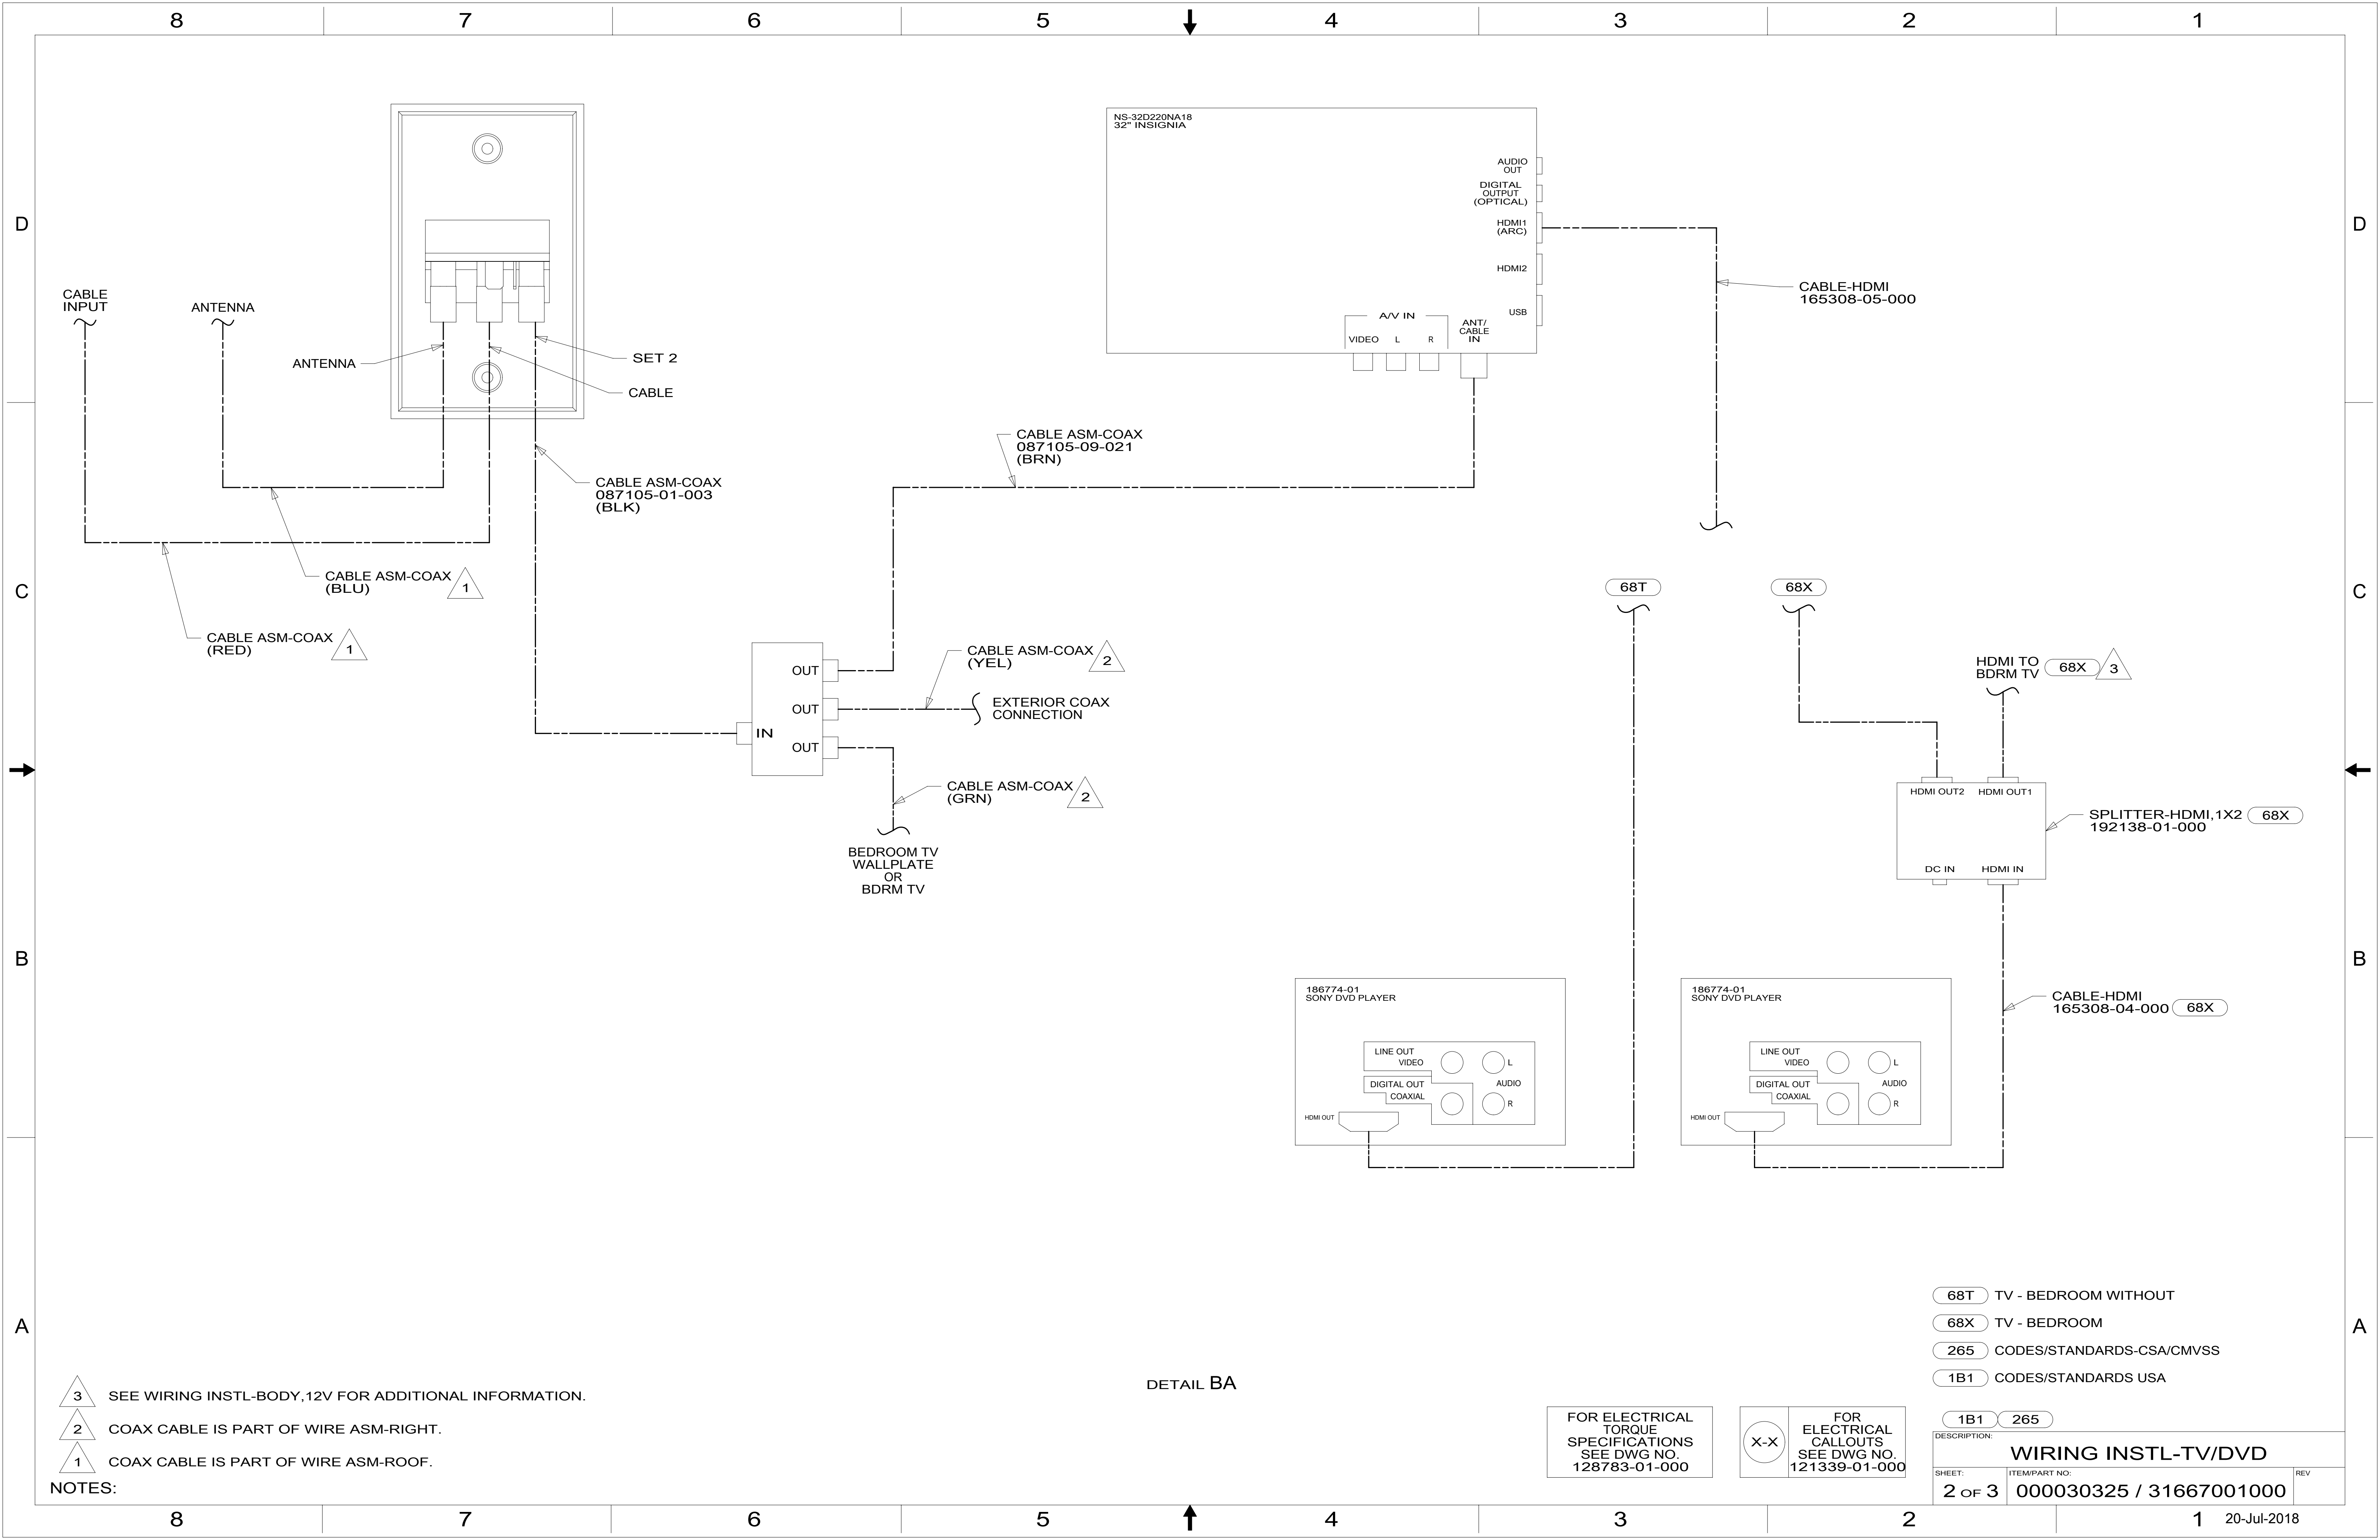 8
7
6
5
4
3
2
1
D
D
C
C
B
B
A
A
CABLE
INPUT
ANTENNA
ANTENNA
SET 2
CABLE
CABLE ASM-COAX
087105-01-003
(BLK)
CABLE ASM-COAX
(BLU)
1
CABLE ASM-COAX
(RED)
1
NS-32D220NA18
32" INSIGNIA
AUDIO
OUT
DIGITAL
OUTPUT
(OPTICAL)
HDMI1
(ARC)
HDMI2
USB
A/V IN
VIDEO L R
ANT/
CABLE
IN
CABLE-HDMI
165308-05-000
CABLE ASM-COAX
087105-09-021
(BRN)
IN
OUT
OUT
OUT
CABLE ASM-COAX
(YEL)
2
EXTERIOR COAX
CONNECTION
CABLE ASM-COAX
(GRN)
2
BEDROOM TV
WALLPLATE
OR
BDRM TV
68T
68X
HDMI TO
BDRM TV
68X
3
HDMI OUT2 HDMI OUT1
DC IN HDMI IN
SPLITTER-HDMI,1X2 68X
192138-01-000
186774-01
SONY DVD PLAYER
LINE OUT
VIDEO
L
DIGITAL OUT
AUDIO
COAXIAL
R
HDMI OUT
186774-01
SONY DVD PLAYER
LINE OUT
VIDEO
L
DIGITAL OUT
AUDIO
COAXIAL
R
HDMI OUT
CABLE-HDMI
165308-04-000 68X
68T TV - BEDROOM WITHOUT
68X TV - BEDROOM
265 CODES/STANDARDS-CSA/CMVSS
1B1 CODES/STANDARDS USA
DETAIL BA
3 SEE WIRING INSTL-BODY,12V FOR ADDITIONAL INFORMATION.
2 COAX CABLE IS PART OF WIRE ASM-RIGHT.
1 COAX CABLE IS PART OF WIRE ASM-ROOF.
NOTES:
FOR ELECTRICAL
TORQUE
SPECIFICATIONS
SEE DWG NO.
128783-01-000
X-X
FOR
ELECTRICAL
CALLOUTS
SEE DWG NO.
121339-01-000
1B1 265
DESCRIPTION:
WIRING INSTL-TV/DVD
SHEET:
2 OF 3
ITEM/PART NO:
000030325 / 31667001000
REV
8
7
6
5
4
3
2
1
20-Jul-2018